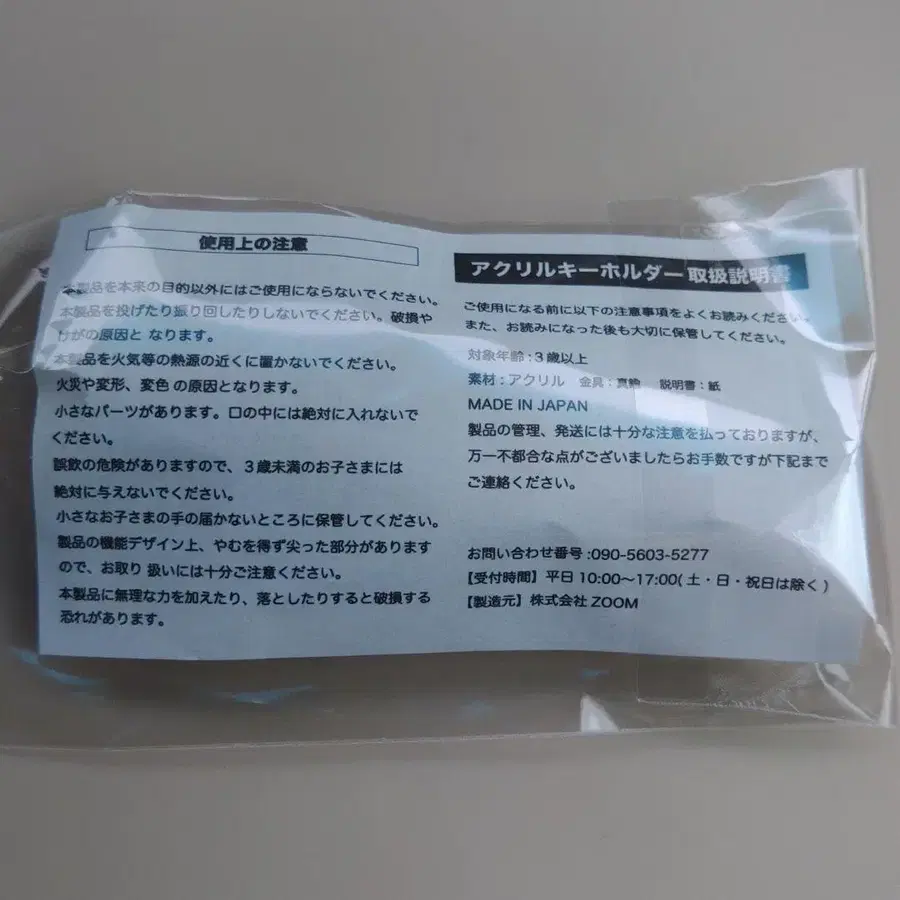 使用上の注意
本製品を本来の目的以外にはご使用にならないでください。
本製品を投げたり振り回したりしないでください。破損や
けがの原因と なります。
本製品を火気等の熱源の近くに置かないでください。
火災や変形、変色 の原因となります。
小さなパーツがあります。口の中には絶対に入れないで
ください。
誤飲の危険がありますので、３歳未満のお子さまには
絶対に与えないでください。
小さなお子さまの手の届かないところに保管してください。
製品の機能デザイン上、やむを得ず尖った部分があります
ので、お取り 扱いには十分ご注意ください。
本製品に無理な力を加えたり、落としたりすると破損する
恐れがあります。
アクリルキーホルダー取扱説明書
ご使用になる前に以下の注意事項をよくお読みください。
また、お読みになった後も大切に保管してください。
対象年齢：3歳以上
素材：アクリル 金具：真鍮 説明書：紙
MADE IN JAPAN
製品の管理、発送には十分な注意を払っておりますが、
万一不都合な点がございましたらお手数ですが下記まで
ご連絡ください。
お問い合わせ番号:090-5603-5277
【受付時間】平日 10:00〜17:00(土・日・祝日は除く)
【製造元】株式会社 ZOOM